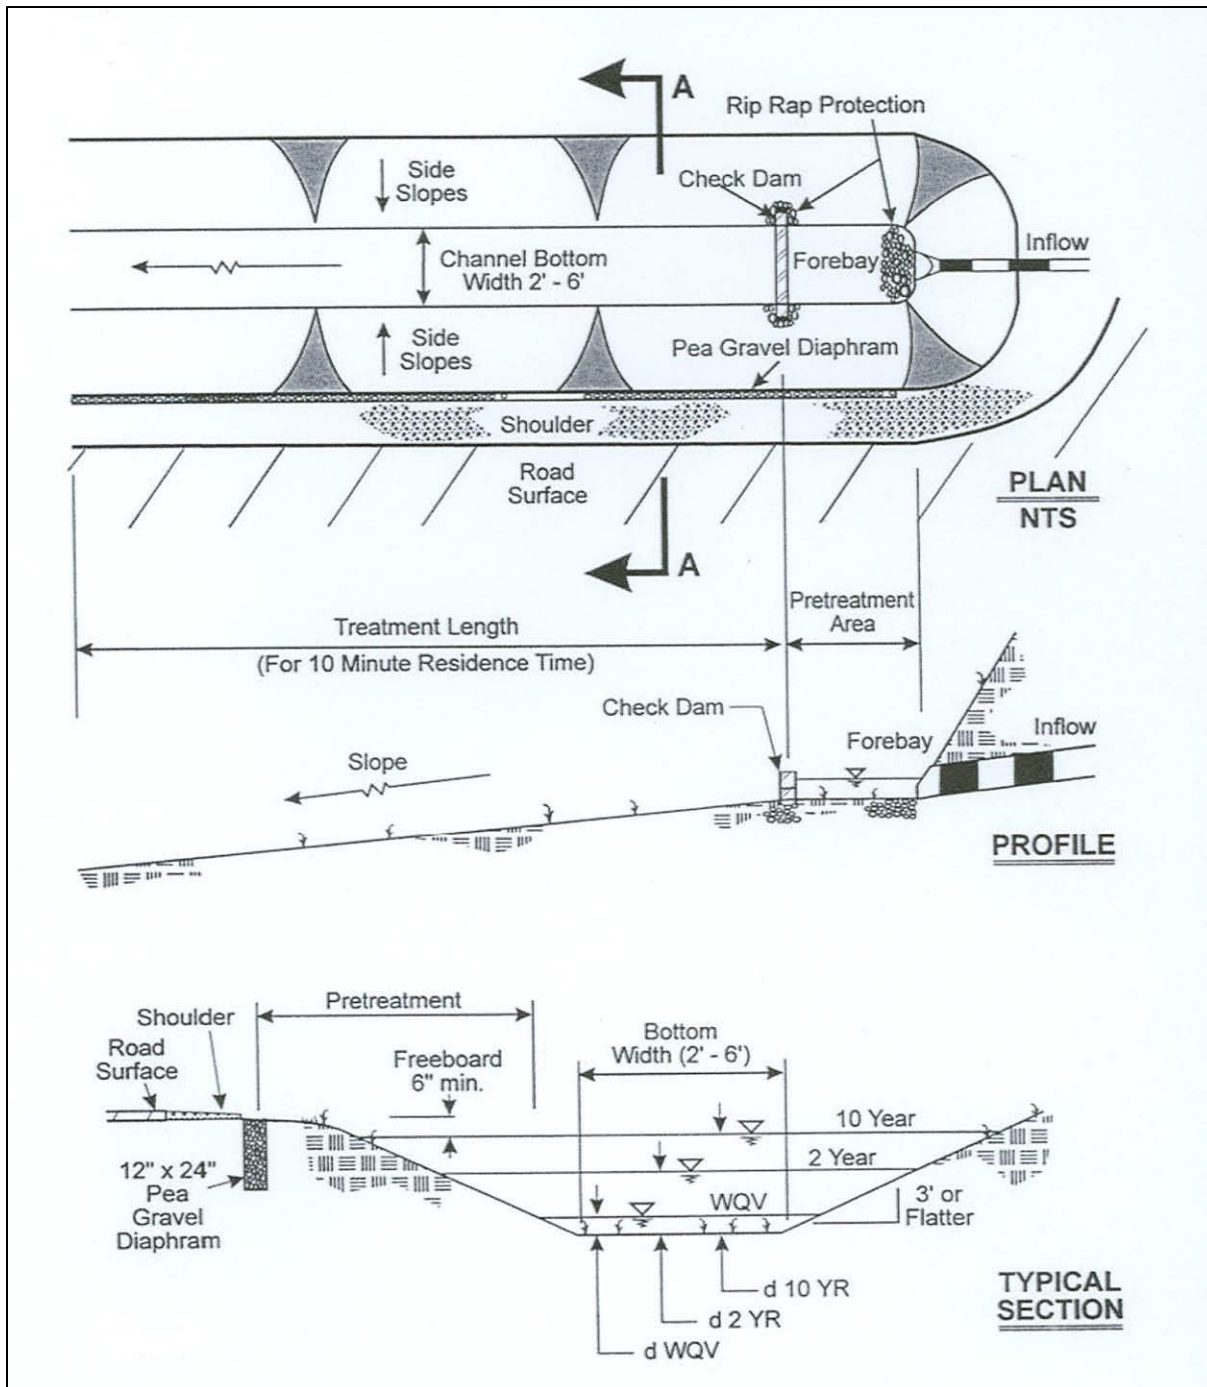 A
Rip Rap Protection
Side
Slopes
Check Dam
Channel Bottom
Width 2' - 6'
Forebay
Inflow
Side
Slopes
Pea Gravel Diaphram
Shoulder
Road
Surface
PLAN
NTS
A
Pretreatment
Area
Treatment Length
(For 10 Minute Residence Time)
Check Dam
Forebay
Inflow
Slope
PROFILE
Pretreatment
Shoulder
Road
Surface
Freeboard
6" min.
Bottom
Width (2' - 6')
10 Year
2 Year
WQV
12" x 24"
Pea
Gravel
Diaphram
3' or
Flatter
d 10 YR
d 2 YR
d WQV
TYPICAL
SECTION